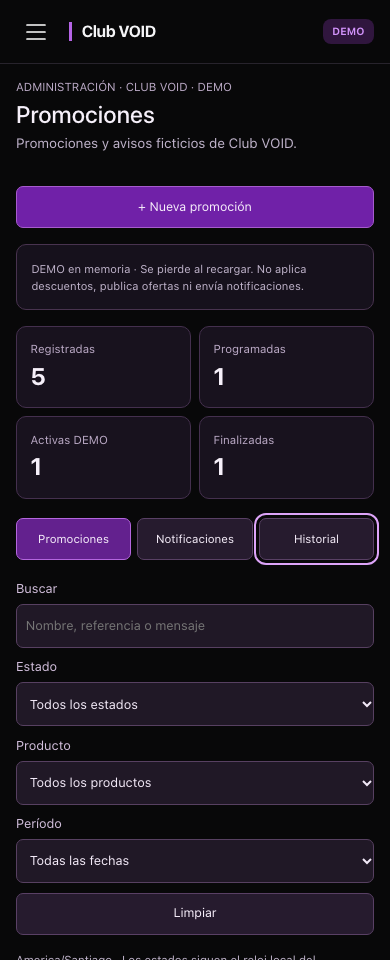 Club VOID
DEMO
ADMINISTRACIÓN · CLUB VOID · DEMO
Promociones
Promociones y avisos ficticios de Club VOID.
+ Nueva promoción
DEMO en memoria · Se pierde al recargar. No aplica
descuentos, publica ofertas ni envía notificaciones.
Registradas
5
Programadas
1
Activas DEMO
1
Finalizadas
1
Promociones
Notificaciones
Historial
Buscar
Nombre, referencia o mensaje
Estado
Todos los estados
Producto
Todos los productos
Período
Todas las fechas
Limpiar
America/Santiago · Los estados siguen el reloj local del